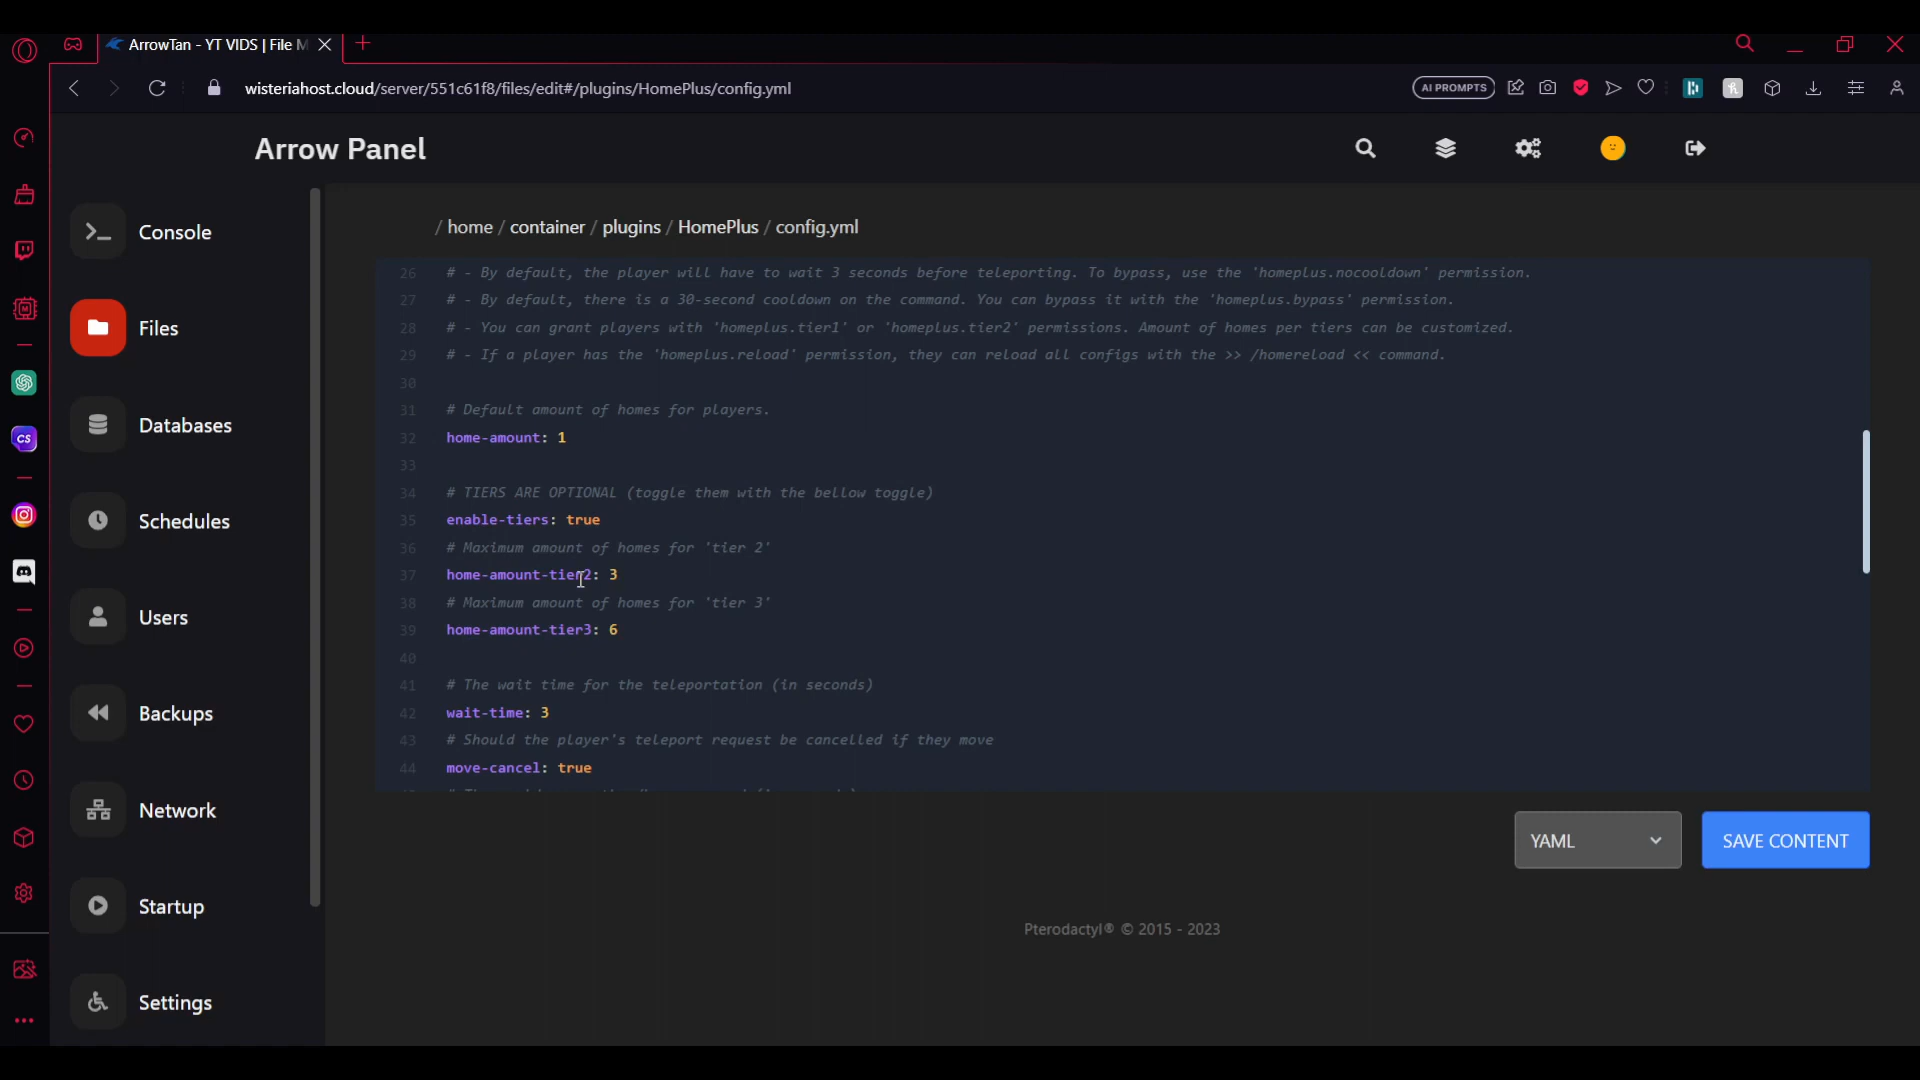 ArrowTan - YT VIDS | File M
wisteriahost.cloud/server/551c61f8/files/edit#/plugins/HomePlus/config.yml
AI PROMPTS
Arrow Panel
Console
Files
Databases
Schedules
Users
Backups
Network
Startup
Settings
CS
/ home / container / plugins / HomePlus / config.yml
26 # - By default, the player will have to wait 3 seconds before teleporting. To bypass, use the 'homeplus.nocooldown' permission.
27 # - By default, there is a 30-second cooldown on the command. You can bypass it with the 'homeplus.bypass' permission.
28 # - You can grant players with 'homeplus.tier1' or 'homeplus.tier2' permissions. Amount of homes per tiers can be customized.
29 # - If a player has the 'homeplus.reload' permission, they can reload all configs with the >> /homereload << command.
30
31 # Default amount of homes for players.
32 home-amount: 1
33
34 # TIERS ARE OPTIONAL (toggle them with the bellow toggle)
35 enable-tiers: true
36 # Maximum amount of homes for 'tier 2'
37 home-amount-tier2: 3
38 # Maximum amount of homes for 'tier 3'
39 home-amount-tier3: 6
40
41 # The wait time for the teleportation (in seconds)
42 wait-time: 3
43 # Should the player's teleport request be cancelled if they move
44 move-cancel: true
YAML
SAVE CONTENT
Pterodactyl® © 2015 - 2023